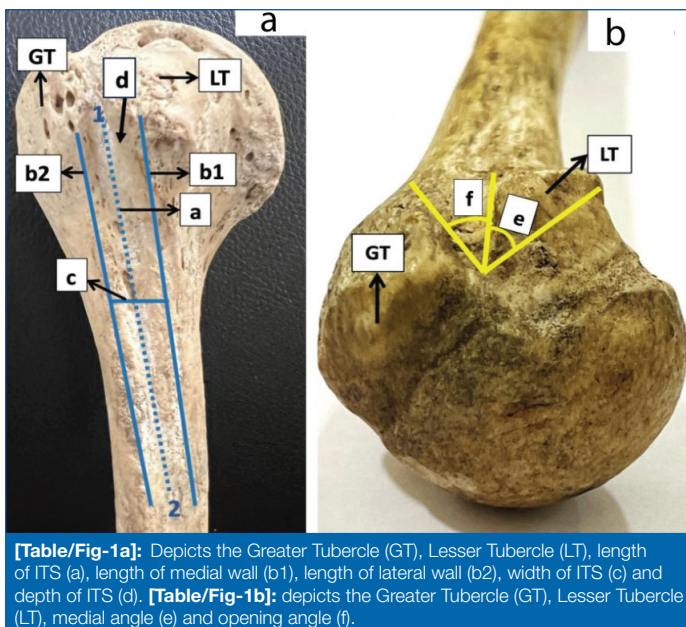 a
GT
d
LT
1
b2
b1
a
c
2
b
LT
f
e
GT
[Table/Fig-1a]: Depicts the Greater Tubercle (GT), Lesser Tubercle (LT), length
of ITS (a), length of medial wall (b1), length of lateral wall (b2), width of ITS (c) and
depth of ITS (d). [Table/Fig-1b]: depicts the Greater Tubercle (GT), Lesser Tubercle
(LT), medial angle (e) and opening angle (f).